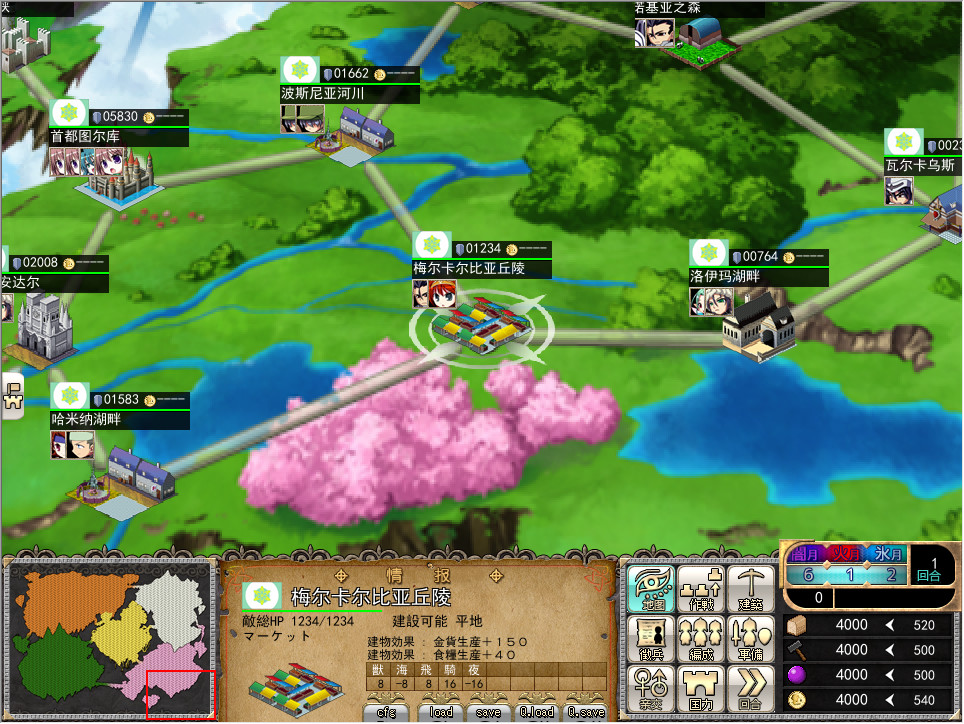 若基亚之森
01662 ----
波斯尼亚河川
05830 ----
首都图尔库
0023
瓦尔卡乌斯
01234 ----
梅尔卡尔比亚丘陵
00764 ----
洛伊玛湖畔
02008 ----
安达尔
01583 ----
哈米纳湖畔
情 报
梅尔卡尔比亚丘陵
敵総HP 1234/1234 建設可能 平地
マーケット
建物効果 : 金貨生産+150
建物効果 : 食糧生産+40
獣 海 飛 騎 夜
8 -8 8 16 -16
cfg load save Q.load Q.save
地图 作戦 建築
徴兵 編成 軍備
亲交 国力 回合
闇月 火月 氷月
6 1 2
1
回合
0
4000 520
4000 500
4000 500
4000 540